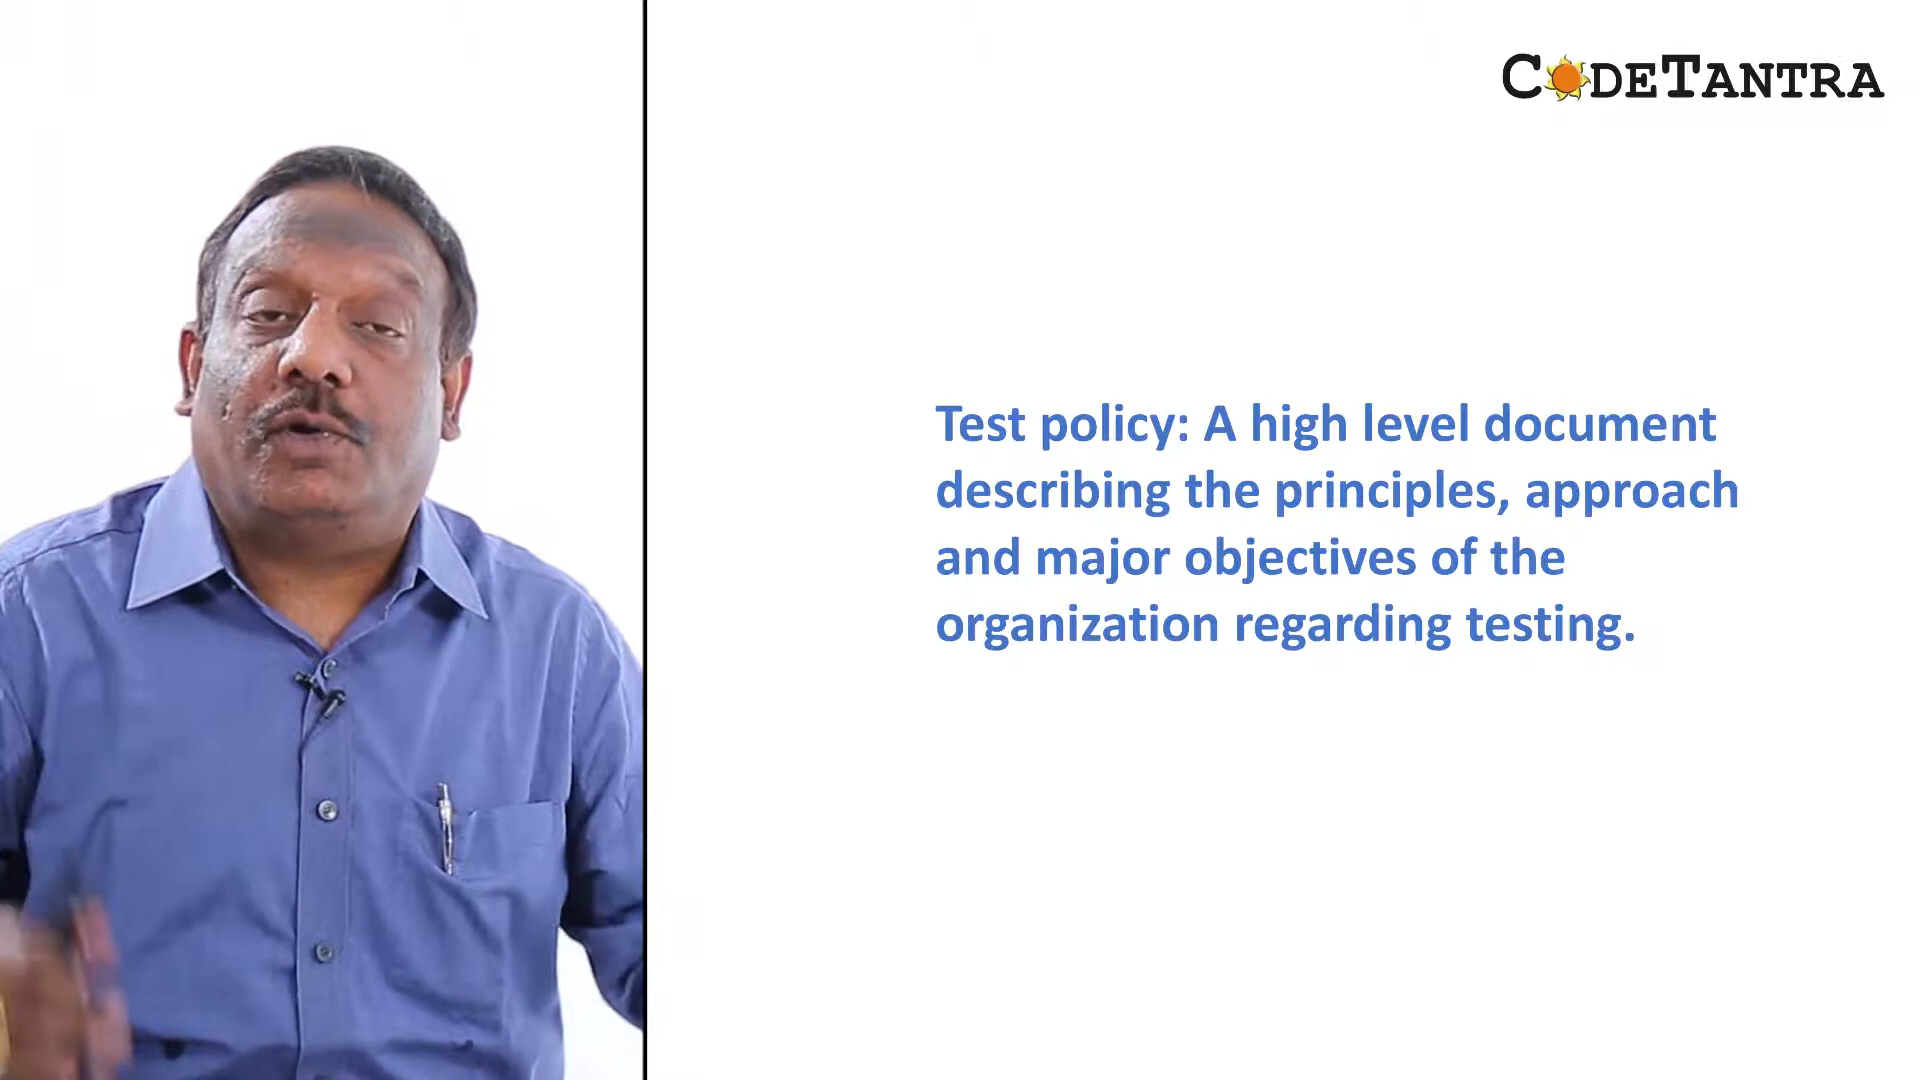 CODETANTRA
Test policy: A high level document
describing the principles, approach
and major objectives of the
organization regarding testing.